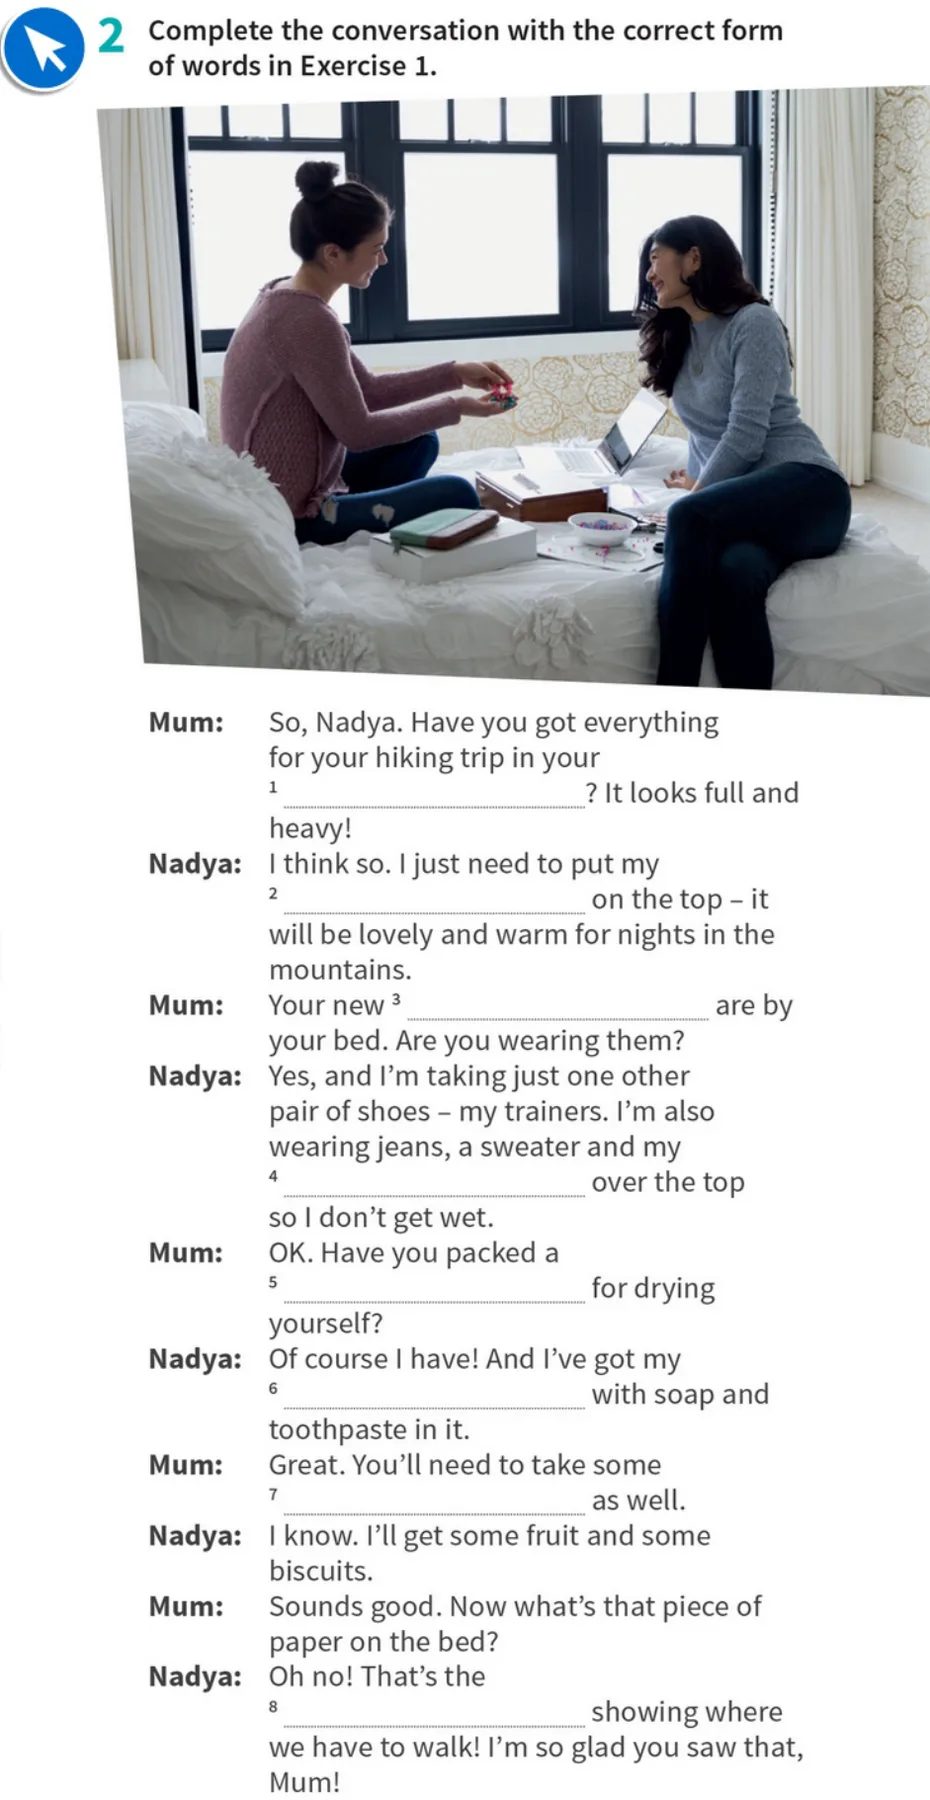 2 Complete the conversation with the correct form
of words in Exercise 1.
Mum: So, Nadya. Have you got everything
for your hiking trip in your
1 ? It looks full and
heavy!
Nadya: I think so. I just need to put my
2 on the top – it
will be lovely and warm for nights in the
mountains.
Mum: Your new 3 are by
your bed. Are you wearing them?
Nadya: Yes, and I’m taking just one other
pair of shoes – my trainers. I’m also
wearing jeans, a sweater and my
4 over the top
so I don’t get wet.
Mum: OK. Have you packed a
5 for drying
yourself?
Nadya: Of course I have! And I’ve got my
6 with soap and
toothpaste in it.
Mum: Great. You’ll need to take some
7 as well.
Nadya: I know. I’ll get some fruit and some
biscuits.
Mum: Sounds good. Now what’s that piece of
paper on the bed?
Nadya: Oh no! That’s the
8 showing where
we have to walk! I’m so glad you saw that,
Mum!